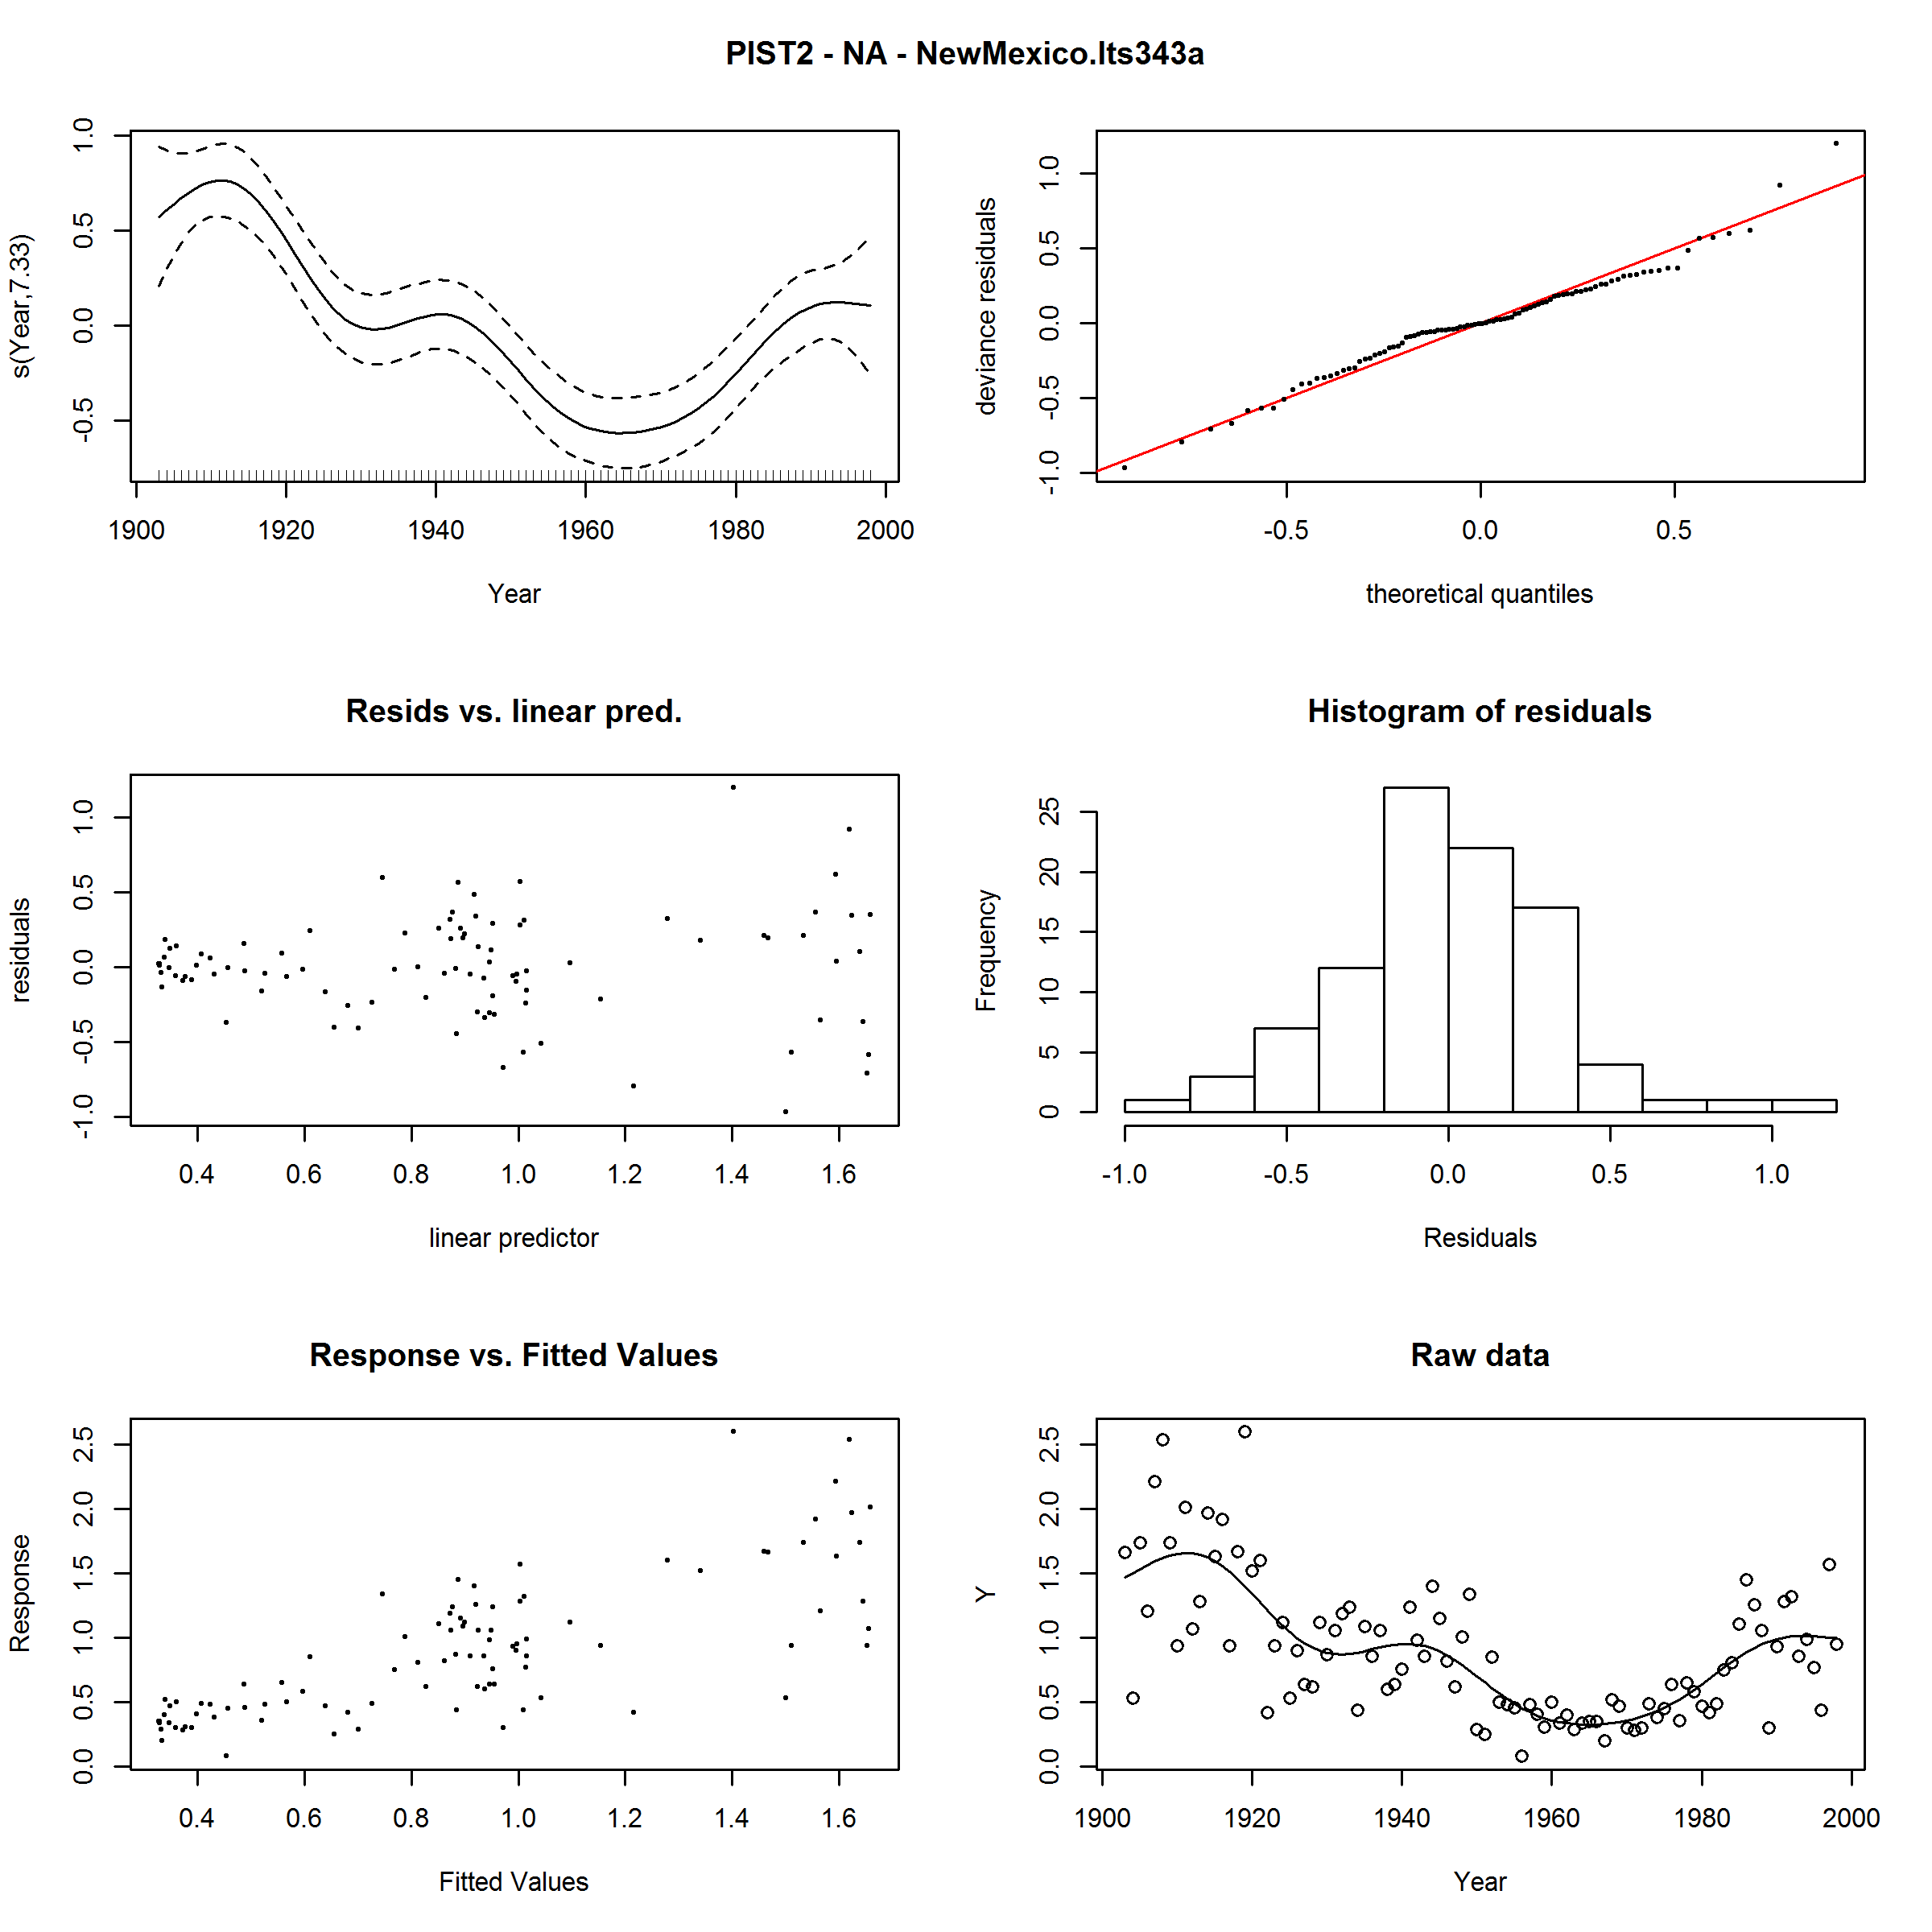 PIST2 - NA - NewMexico.lts343a
s(Year,7.33)
1.0
0.5
0.0
-0.5
1900 1920 1940 1960 1980 2000
Year
deviance residuals
1.0
0.5
0.0
-0.5
-1.0
-0.5 0.0 0.5
theoretical quantiles
Resids vs. linear pred.
residuals
1.0
0.5
0.0
-0.5
-1.0
0.4 0.6 0.8 1.0 1.2 1.4 1.6
linear predictor
Histogram of residuals
Frequency
25
20
15
10
5
0
-1.0 -0.5 0.0 0.5 1.0
Residuals
Response vs. Fitted Values
Response
2.5
2.0
1.5
1.0
0.5
0.0
0.4 0.6 0.8 1.0 1.2 1.4 1.6
Fitted Values
Raw data
Y
2.5
2.0
1.5
1.0
0.5
0.0
1900 1920 1940 1960 1980 2000
Year